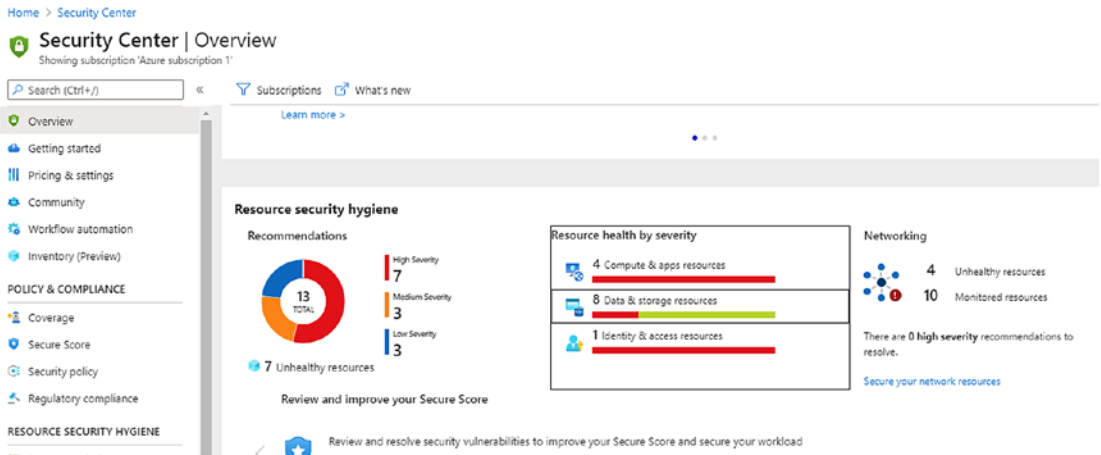 Home > Security Center
Security Center | Overview
Showing subscription 'Azure subscription 1'
Search (Ctrl+/)
«
Subscriptions
What's new
Overview
Getting started
Pricing & settings
Community
Workflow automation
Inventory (Preview)
POLICY & COMPLIANCE
Coverage
Secure Score
Security policy
Regulatory compliance
RESOURCE SECURITY HYGIENE
Learn more >
Resource security hygiene
Recommendations
13
TOTAL
High Severity
7
Medium Severity
3
Low Severity
3
7 Unhealthy resources
Resource health by severity
4 Compute & apps resources
8 Data & storage resources
1 Identity & access resources
Networking
4 Unhealthy resources
10 Monitored resources
There are 0 high severity recommendations to
resolve.
Secure your network resources
Review and improve your Secure Score
Review and resolve security vulnerabilities to improve your Secure Score and secure your workload